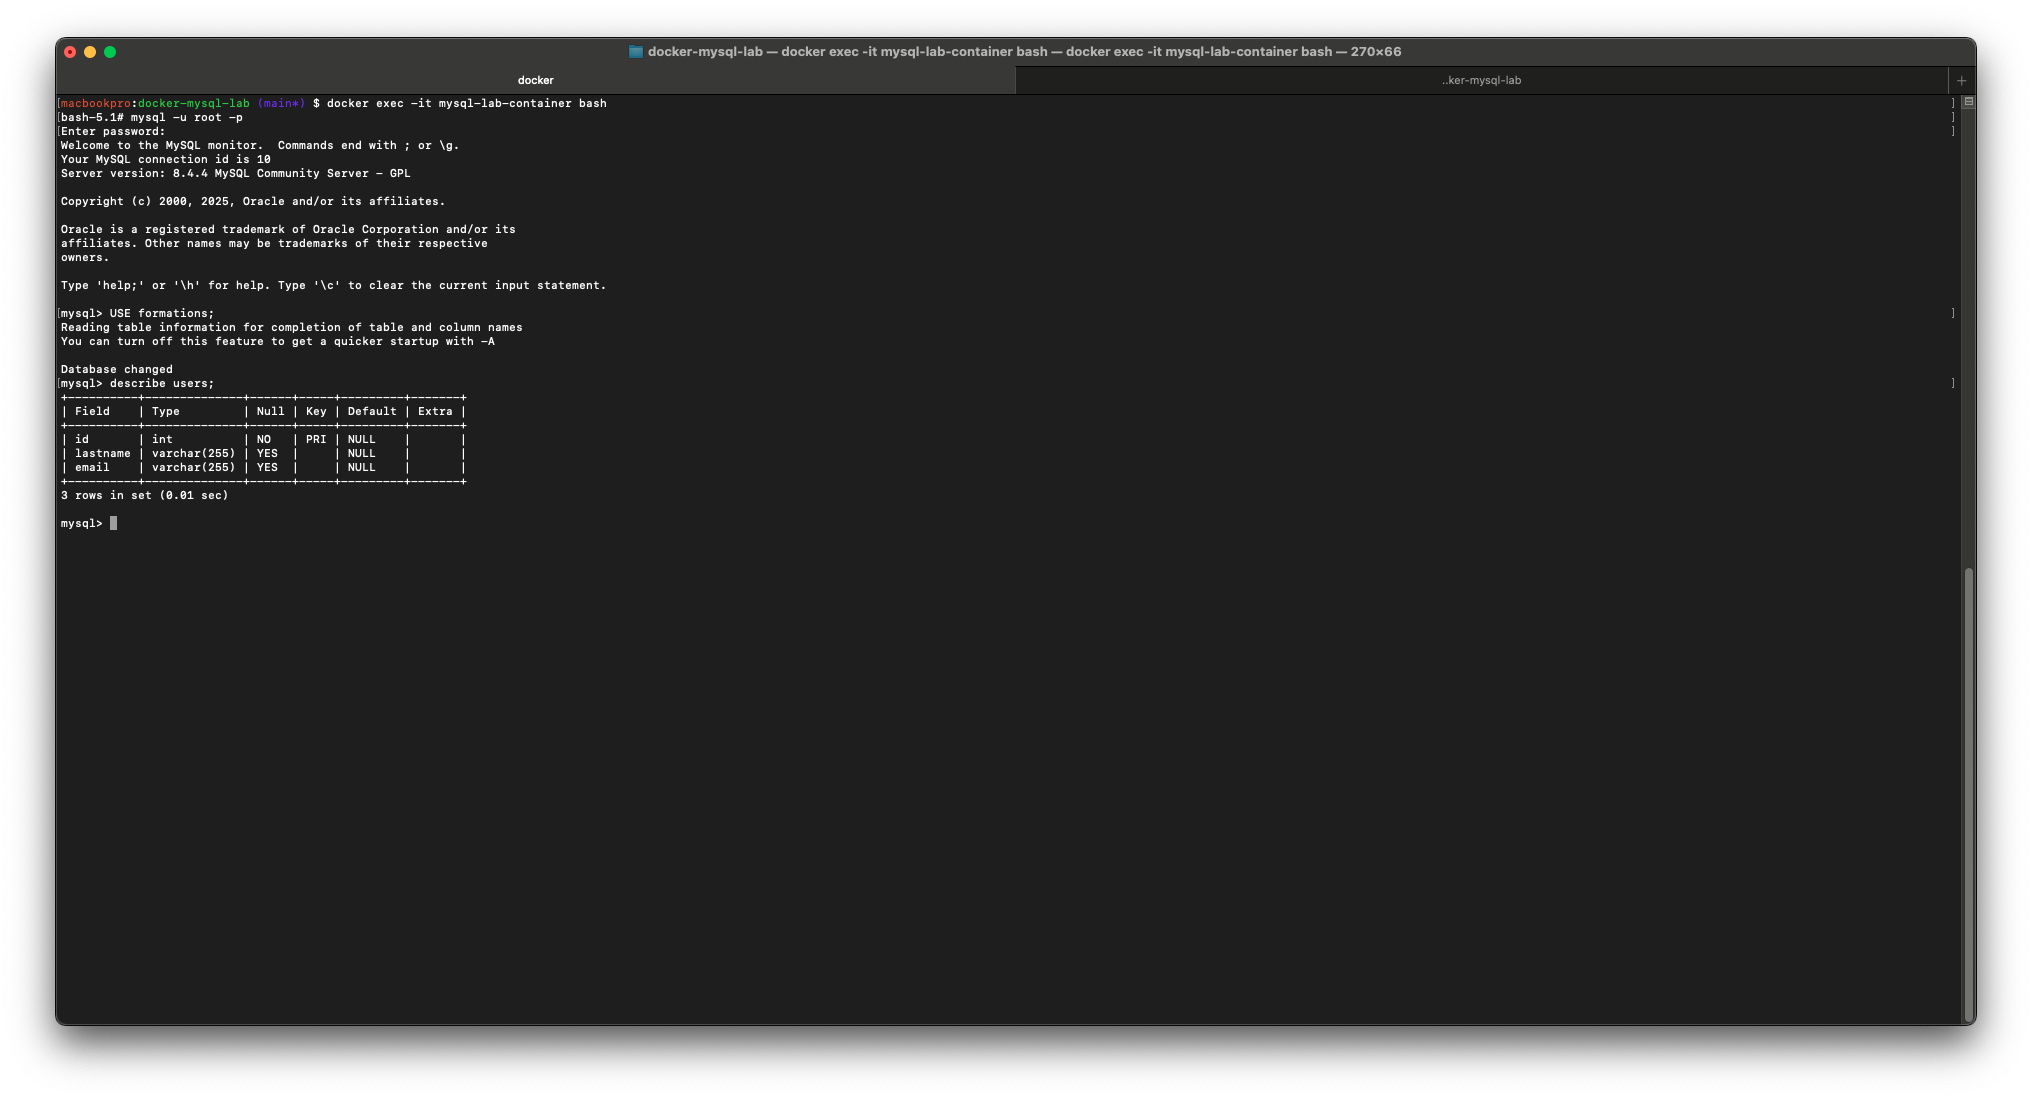 docker-mysql-lab — docker exec -it mysql-lab-container bash — docker exec -it mysql-lab-container bash — 270×66
docker
..ker-mysql-lab
+
[macbookpro:docker-mysql-lab (main*) $ docker exec -it mysql-lab-container bash ]
[bash-5.1# mysql -u root -p ]
[Enter password: ]
Welcome to the MySQL monitor.  Commands end with ; or \g.
Your MySQL connection id is 10
Server version: 8.4.4 MySQL Community Server - GPL
Copyright (c) 2000, 2025, Oracle and/or its affiliates.
Oracle is a registered trademark of Oracle Corporation and/or its
affiliates. Other names may be trademarks of their respective
owners.
Type 'help;' or '\h' for help. Type '\c' to clear the current input statement.
[mysql> USE formations; ]
Reading table information for completion of table and column names
You can turn off this feature to get a quicker startup with -A
Database changed
[mysql> describe users; ]
+----------+--------------+------+-----+---------+-------+
| Field    | Type         | Null | Key | Default | Extra |
+----------+--------------+------+-----+---------+-------+
| id       | int          | NO   | PRI | NULL    |       |
| lastname | varchar(255) | YES  |     | NULL    |       |
| email    | varchar(255) | YES  |     | NULL    |       |
+----------+--------------+------+-----+---------+-------+
3 rows in set (0.01 sec)
mysql>